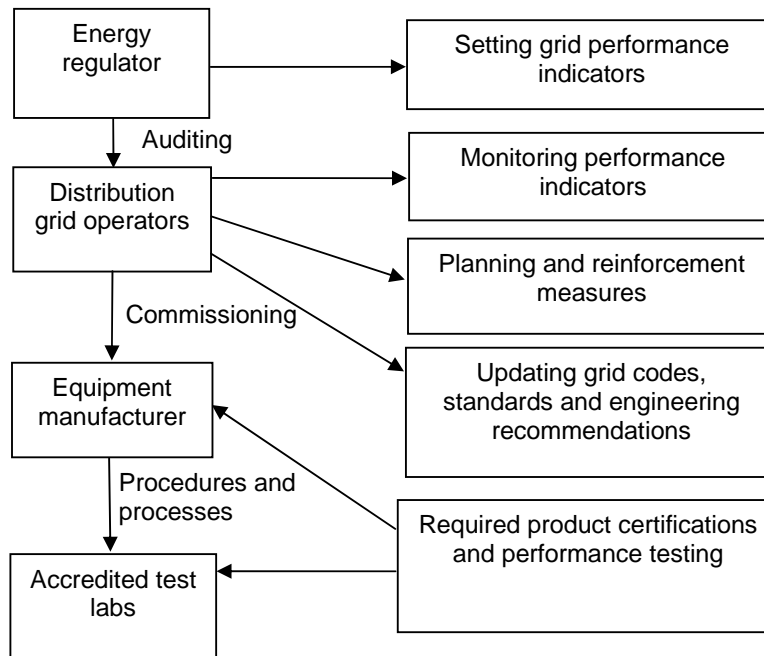 Energy
regulator
Setting grid performance
indicators
Auditing
Distribution
grid operators
Monitoring performance
indicators
Planning and reinforcement
measures
Commissioning
Equipment
manufacturer
Updating grid codes,
standards and engineering
recommendations
Procedures and
processes
Required product certifications
and performance testing
Accredited test
labs